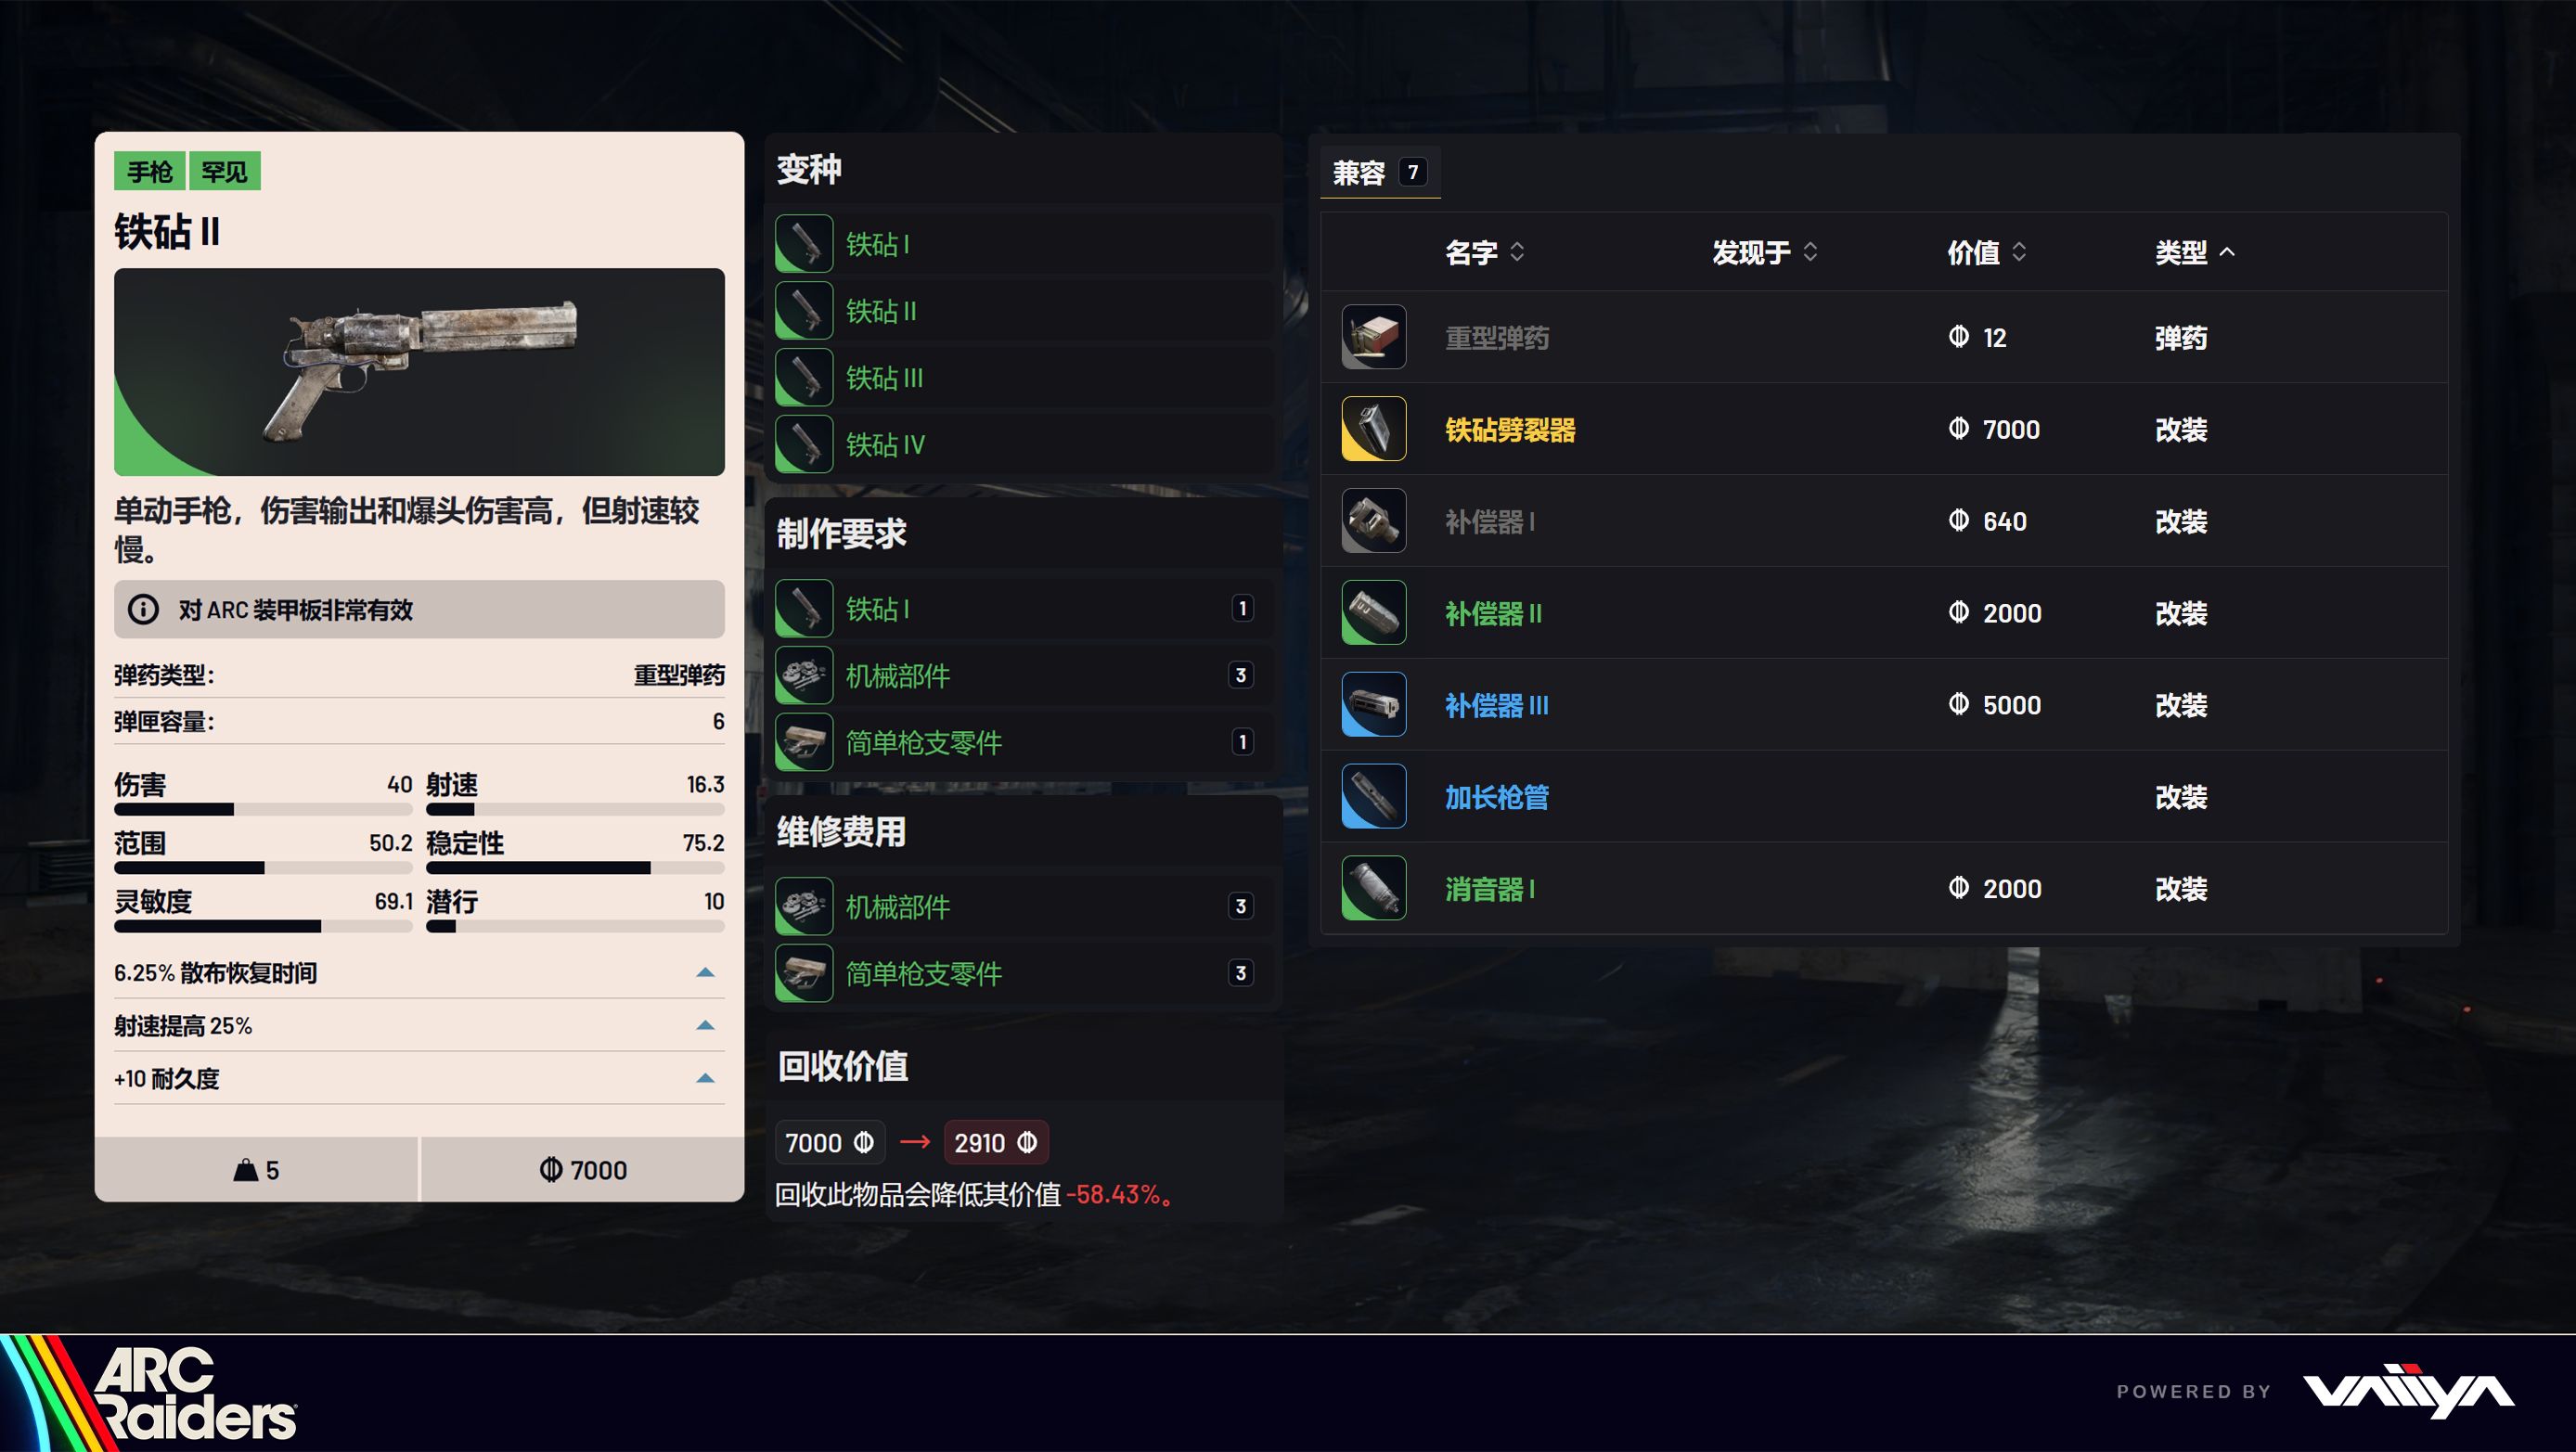 手枪 罕见
铁砧 II
单动手枪，伤害输出和爆头伤害高，但射速较
慢。
对 ARC 装甲板非常有效
弹药类型： 重型弹药
弹匣容量： 6
伤害 40 射速 16.3
范围 50.2 稳定性 75.2
灵敏度 69.1 潜行 10
6.25% 散布恢复时间
射速提高 25%
+10 耐久度
5 7000
变种
铁砧 I
铁砧 II
铁砧 III
铁砧 IV
制作要求
铁砧 I 1
机械部件 3
简单枪支零件 1
维修费用
机械部件 3
简单枪支零件 3
回收价值
7000 → 2910
回收此物品会降低其价值 -58.43%。
兼容 7
名字 发现于 价值 类型
重型弹药 12 弹药
铁砧劈裂器 7000 改装
补偿器 I 640 改装
补偿器 II 2000 改装
补偿器 III 5000 改装
加长枪管 改装
消音器 I 2000 改装
ARC
Raiders
POWERED BY VAIIYA